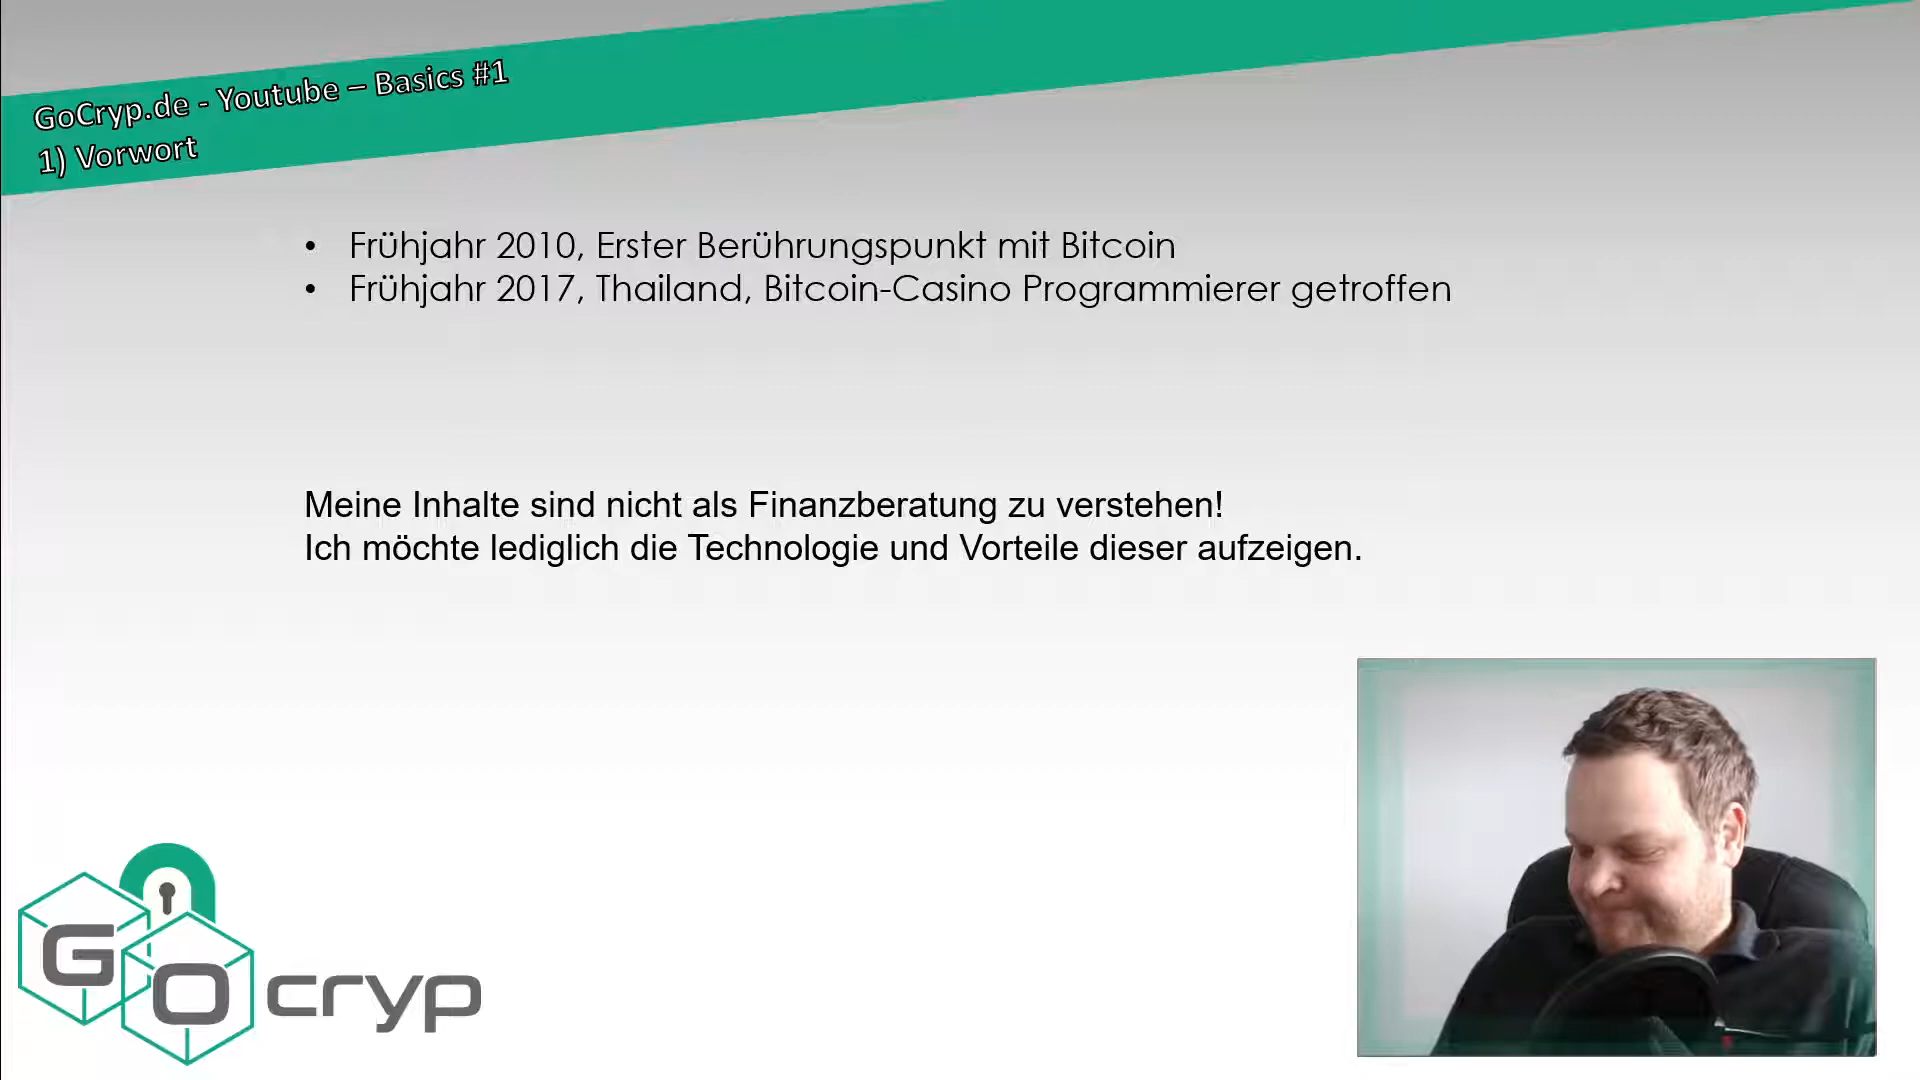 GoCryp.de - Youtube – Basics #1
1) Vorwort
• Frühjahr 2010, Erster Berührungspunkt mit Bitcoin
• Frühjahr 2017, Thailand, Bitcoin-Casino Programmierer getroffen
Meine Inhalte sind nicht als Finanzberatung zu verstehen!
Ich möchte lediglich die Technologie und Vorteile dieser aufzeigen.
GO cryp